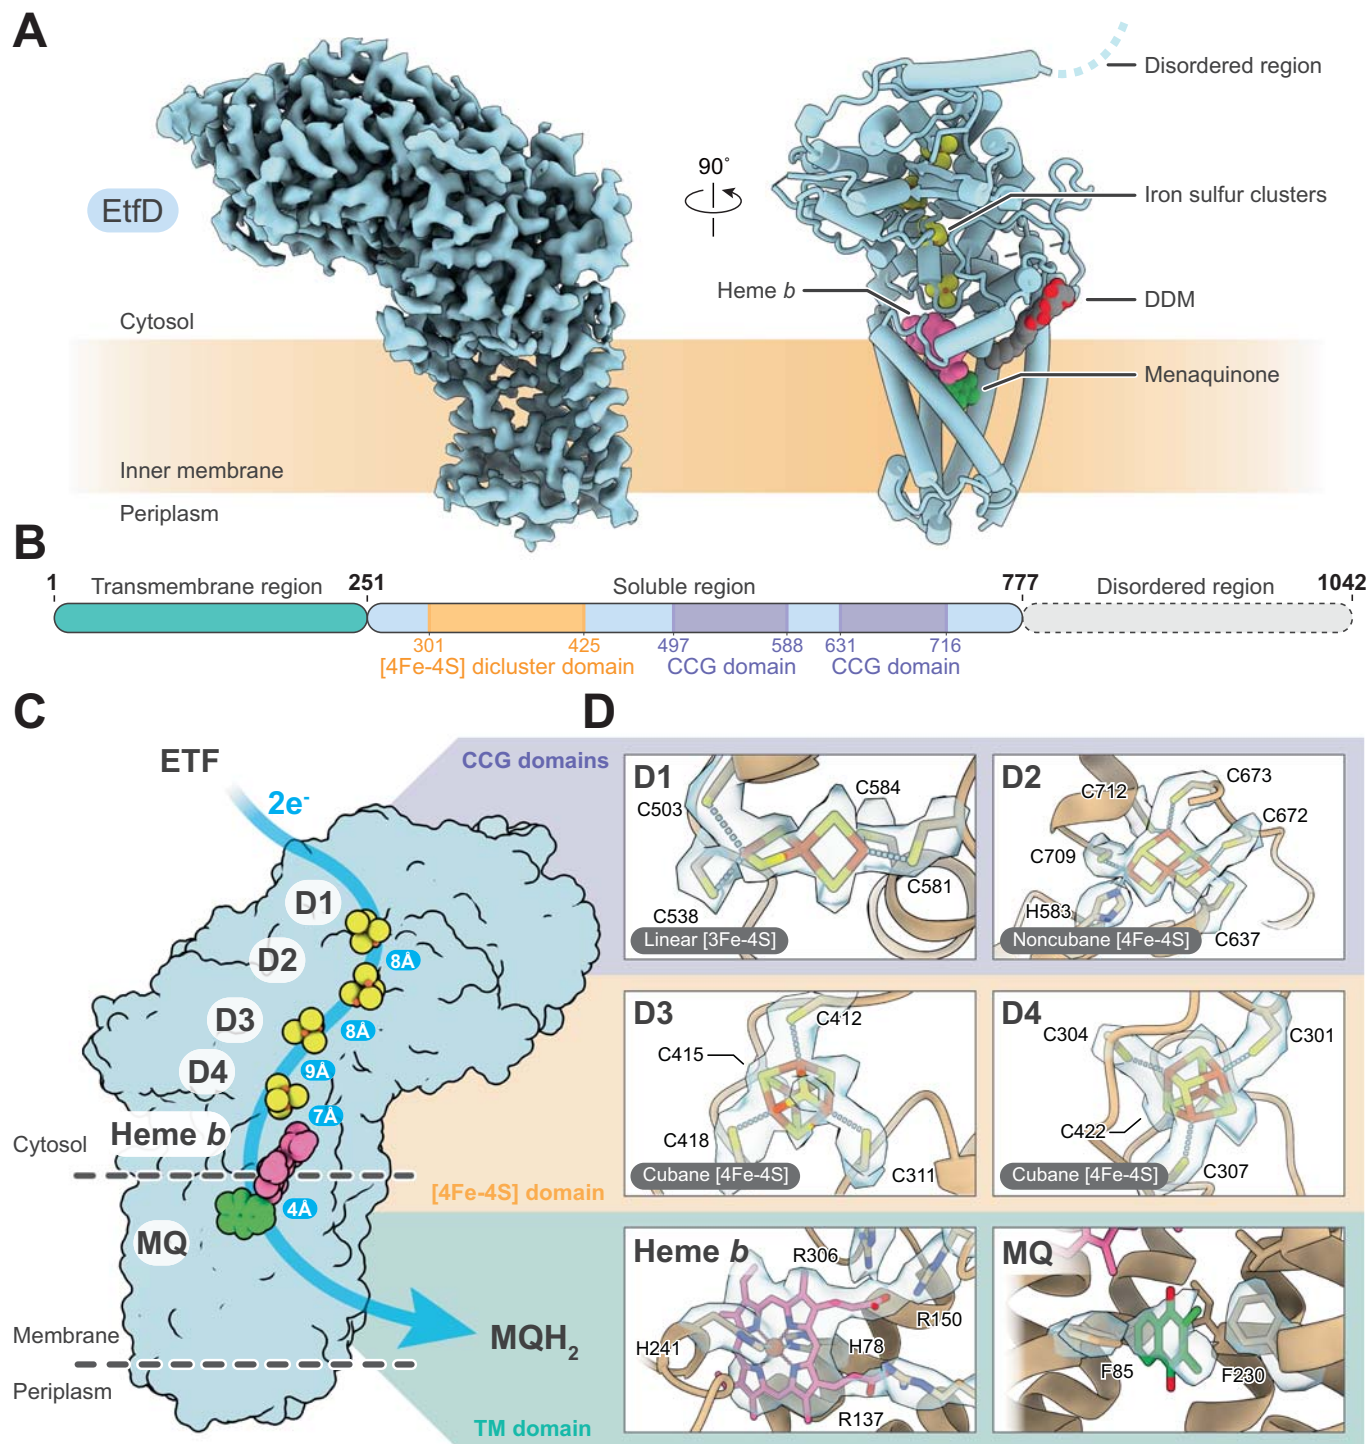 A
EtfD
90°
Disordered region
Iron sulfur clusters
Heme b
DDM
Menaquinone
Cytosol
Inner membrane
Periplasm
B
1 Transmembrane region 251 Soluble region 777 Disordered region 1042
301 425 497 588 631 716
[4Fe-4S] dicluster domain CCG domain CCG domain
C
ETF
2e-
D1
8Å
D2
8Å
D3
9Å
D4
7Å
Heme b
Cytosol
4Å
MQ
MQH2
Membrane
Periplasm
D
CCG domains
D1
C503
C584
C581
C538
Linear [3Fe-4S]
D2
C712
C673
C672
C709
H583
C637
Noncubane [4Fe-4S]
[4Fe-4S] domain
D3
C412
C415
C418
C311
Cubane [4Fe-4S]
D4
C304
C301
C422
C307
Cubane [4Fe-4S]
TM domain
Heme b
R306
R150
H241
H78
R137
MQ
F85
F230